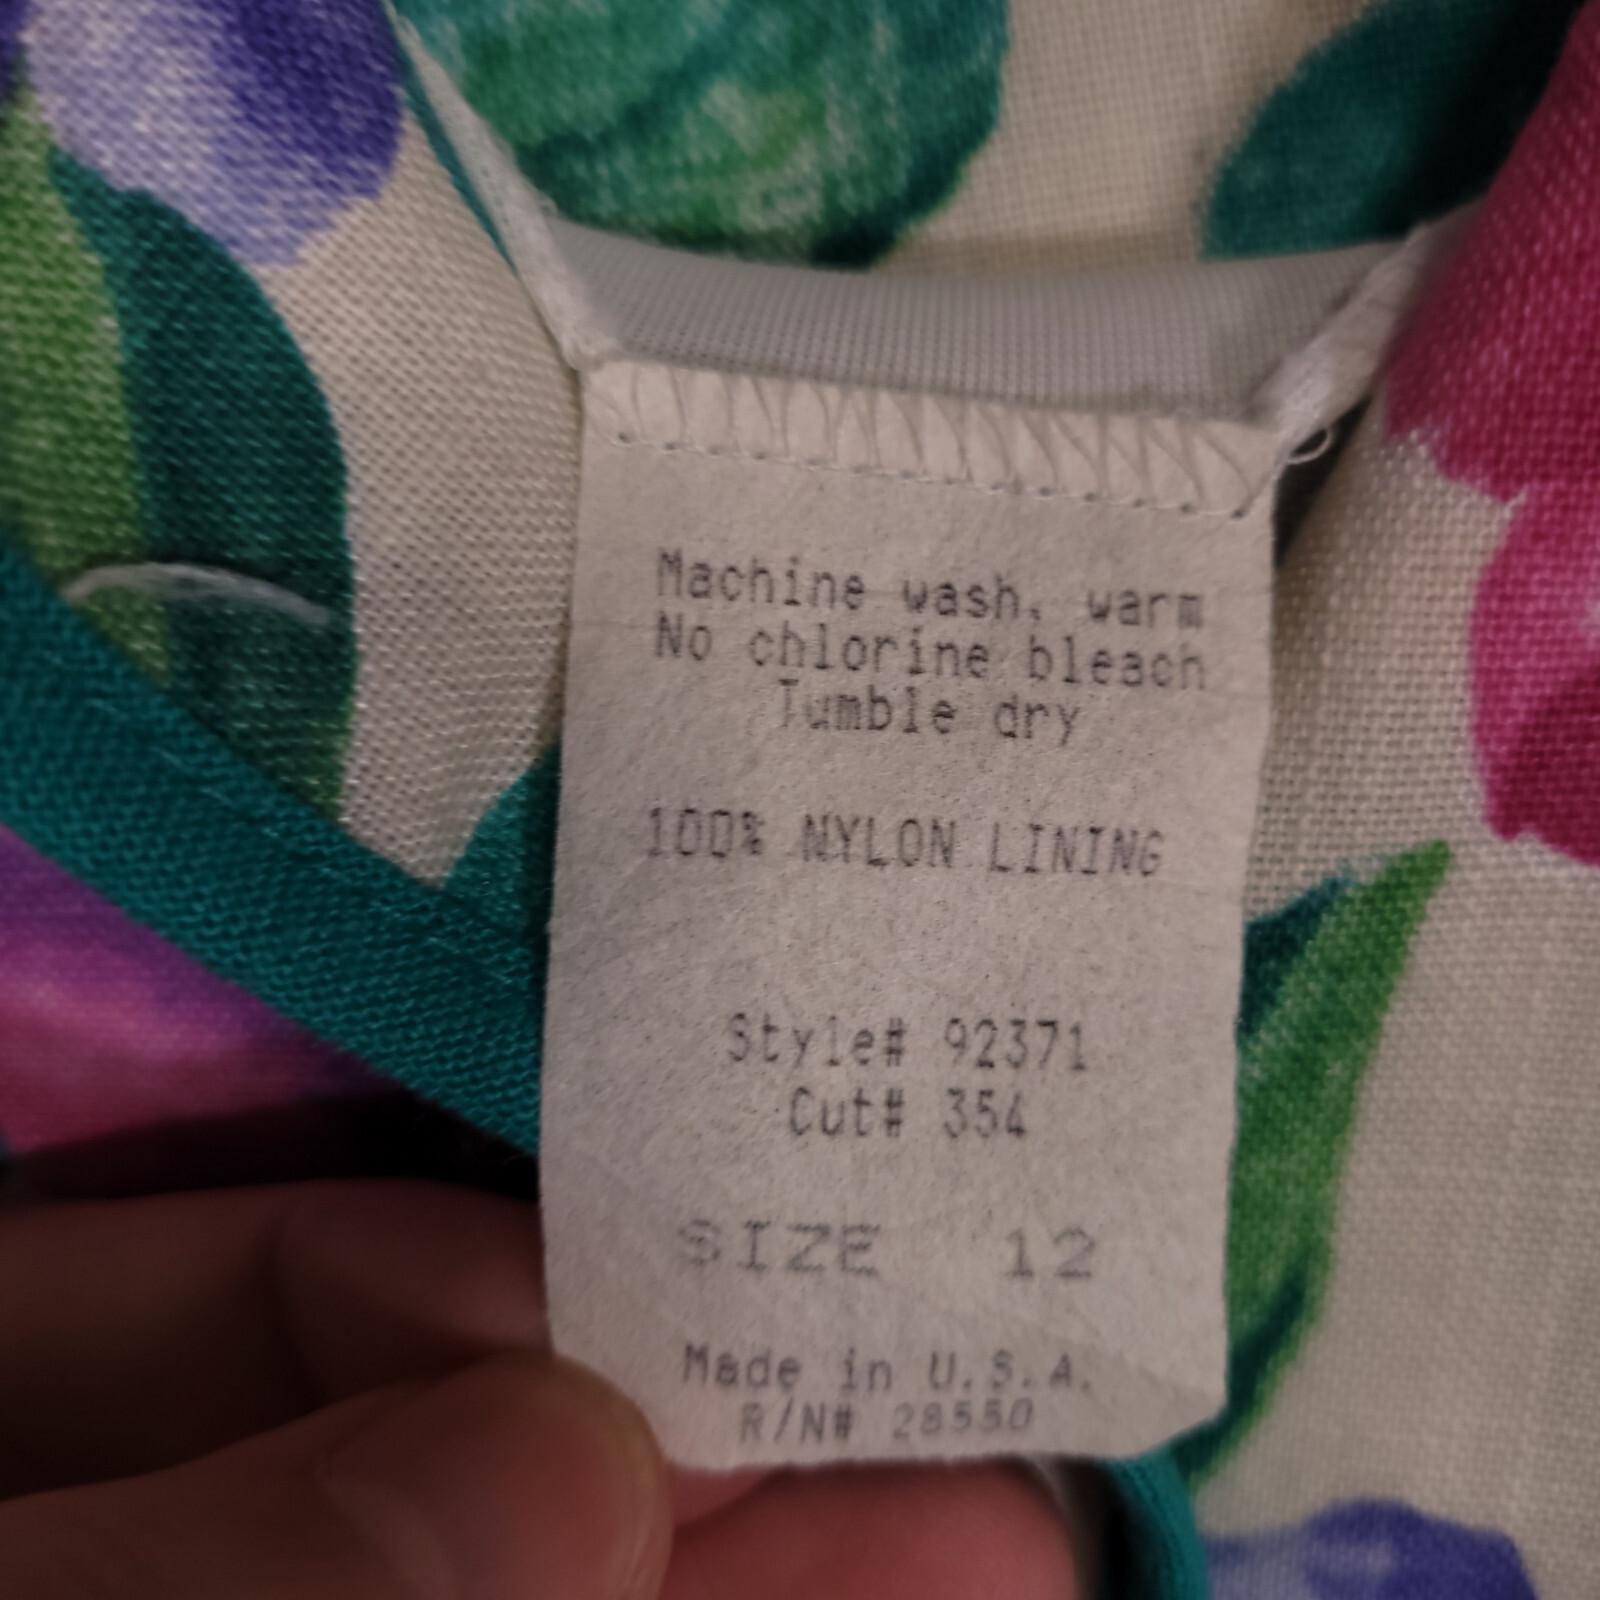 Machine wash, warm
No chlorine bleach
Tumble dry
100% NYLON LINING
Style# 92371
Cut# 354
SIZE 12
Made in U.S.A.
R/N# 28550